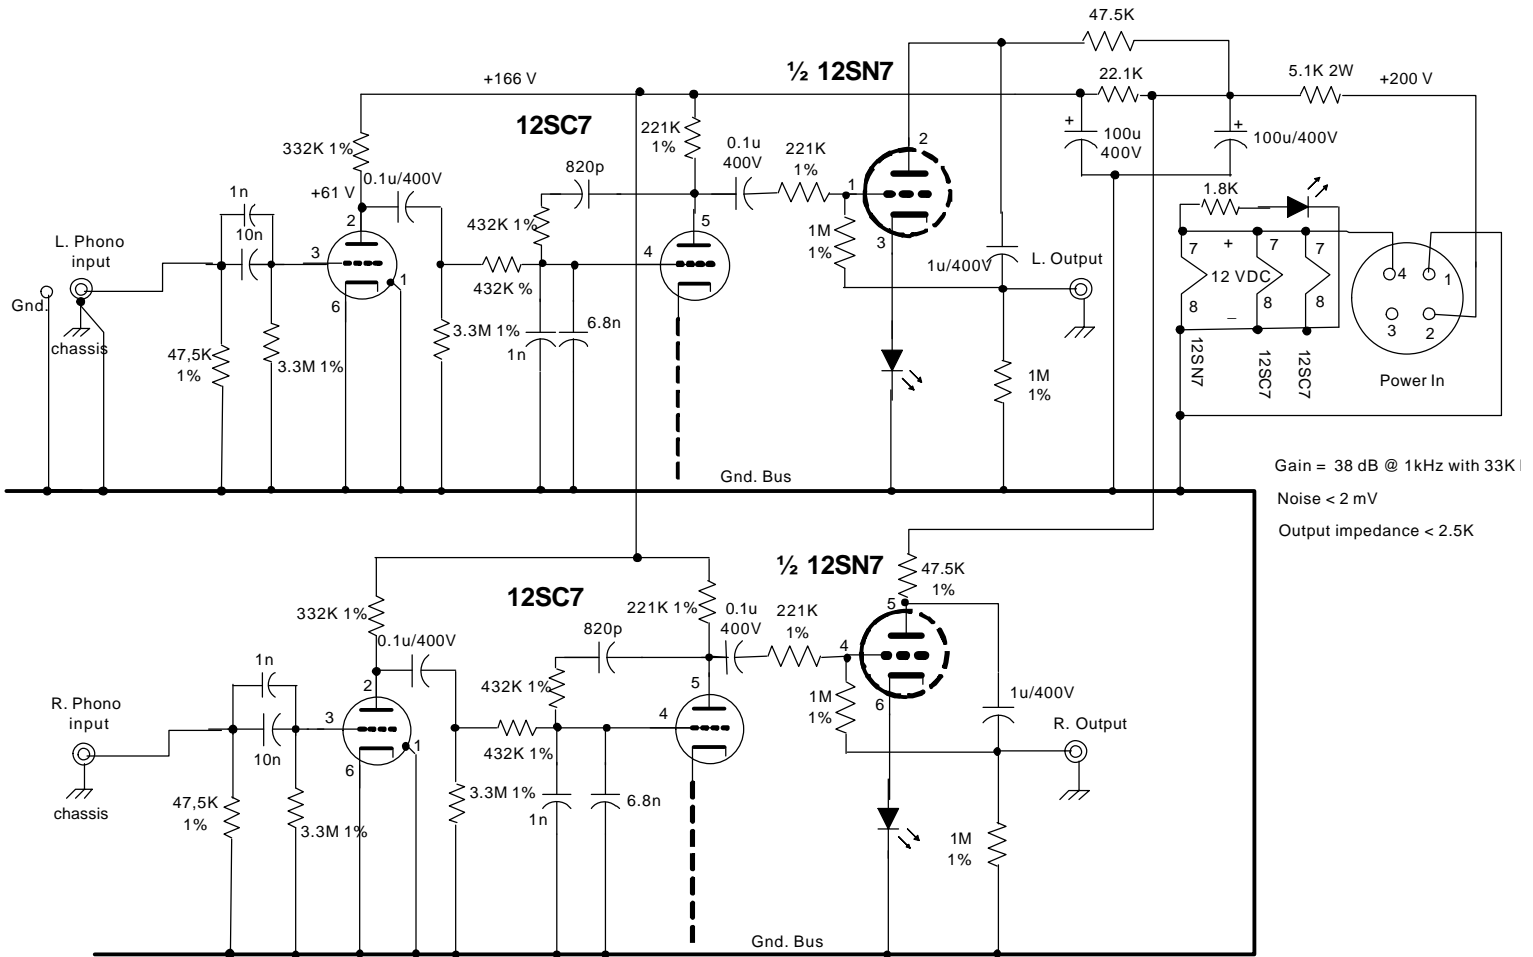 47.5K
½ 12SN7
22.1K
5.1K 2W
+200 V
+166 V
12SC7
+
100u
400V
+
100u/400V
332K 1%
221K
1%
0.1u
400V
221K
1%
2
820p
1n
+61 V
0.1u/400V
1
1.8K
10n
2
432K 1%
5
1M
1%
3
L. Phono
input
3
1
4
1u/400V
L. Output
7
+
7
7
12 VDC
8
_
8
8
4
1
3
2
Gnd.
6
432K %
chassis
47,5K
1%
3.3M 1%
3.3M 1%
1n
6.8n
1M
1%
12SN7
12SC7
12SC7
Power In
Gnd. Bus
Gain = 38 dB @ 1kHz with 33K
Noise < 2 mV
Output impedance < 2.5K
½ 12SN7
47.5K
1%
12SC7
332K 1%
221K 1%
0.1u
400V
221K
1%
5
820p
0.1u/400V
4
1n
2
432K 1%
5
1M
1%
6
1u/400V
R. Phono
input
3
1
4
R. Output
10n
6
432K 1%
chassis
47,5K
1%
3.3M 1%
3.3M 1%
1n
6.8n
1M
1%
Gnd. Bus